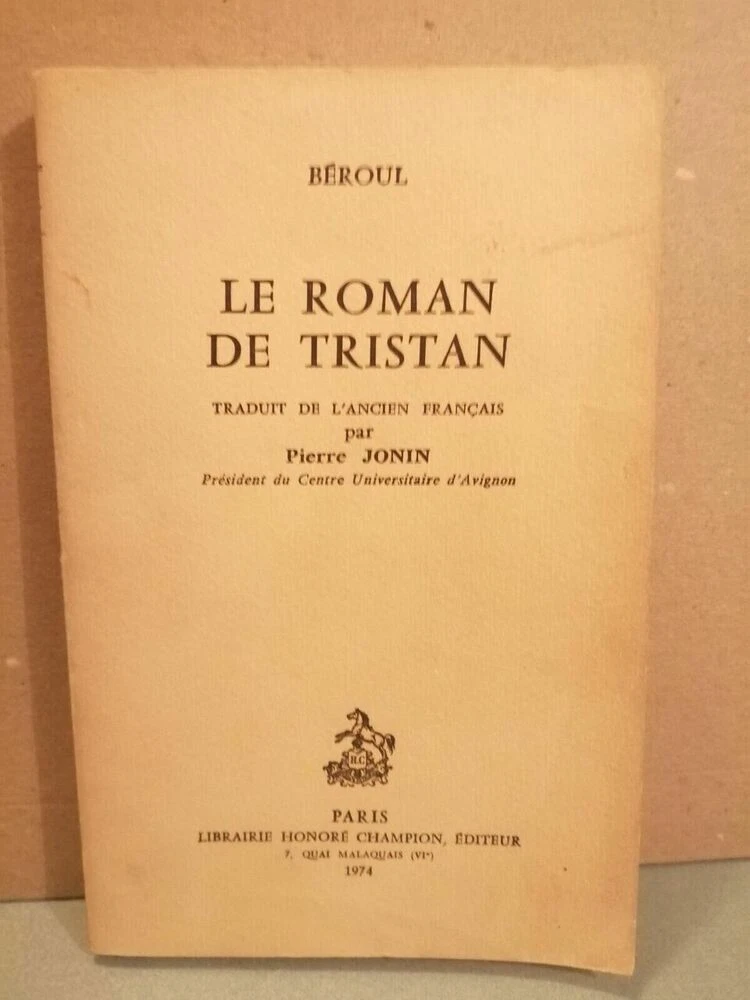 BÉROUL
LE ROMAN
DE TRISTAN
TRADUIT DE L'ANCIEN FRANÇAIS
par
Pierre JONIN
Président du Centre Universitaire d'Avignon
H.C
PARIS
LIBRAIRIE HONORÉ CHAMPION, ÉDITEUR
7, QUAI MALAQUAIS (VIe)
1974